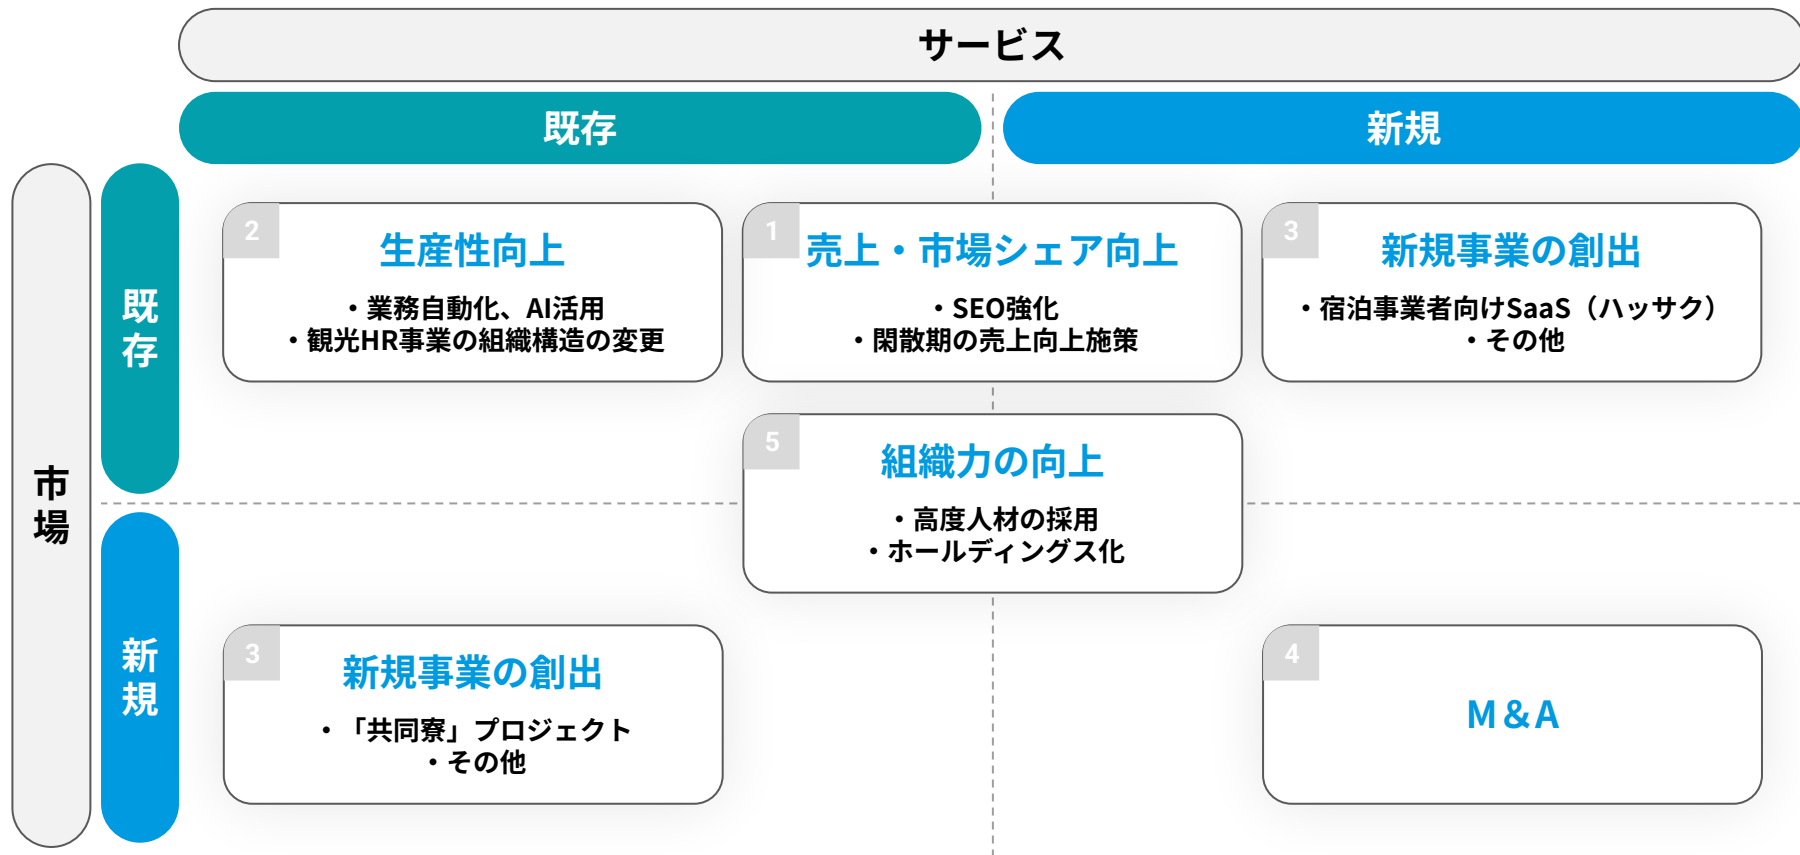 サービス
既存
新規
市場
既存
新規
2
生産性向上
・業務自動化、AI活用
・観光HR事業の組織構造の変更
1
売上・市場シェア向上
・SEO強化
・閑散期の売上向上施策
3
新規事業の創出
・宿泊事業者向けSaaS（ハッサク）
・その他
5
組織力の向上
・高度人材の採用
・ホールディングス化
3
新規事業の創出
・「共同寮」プロジェクト
・その他
4
M＆A